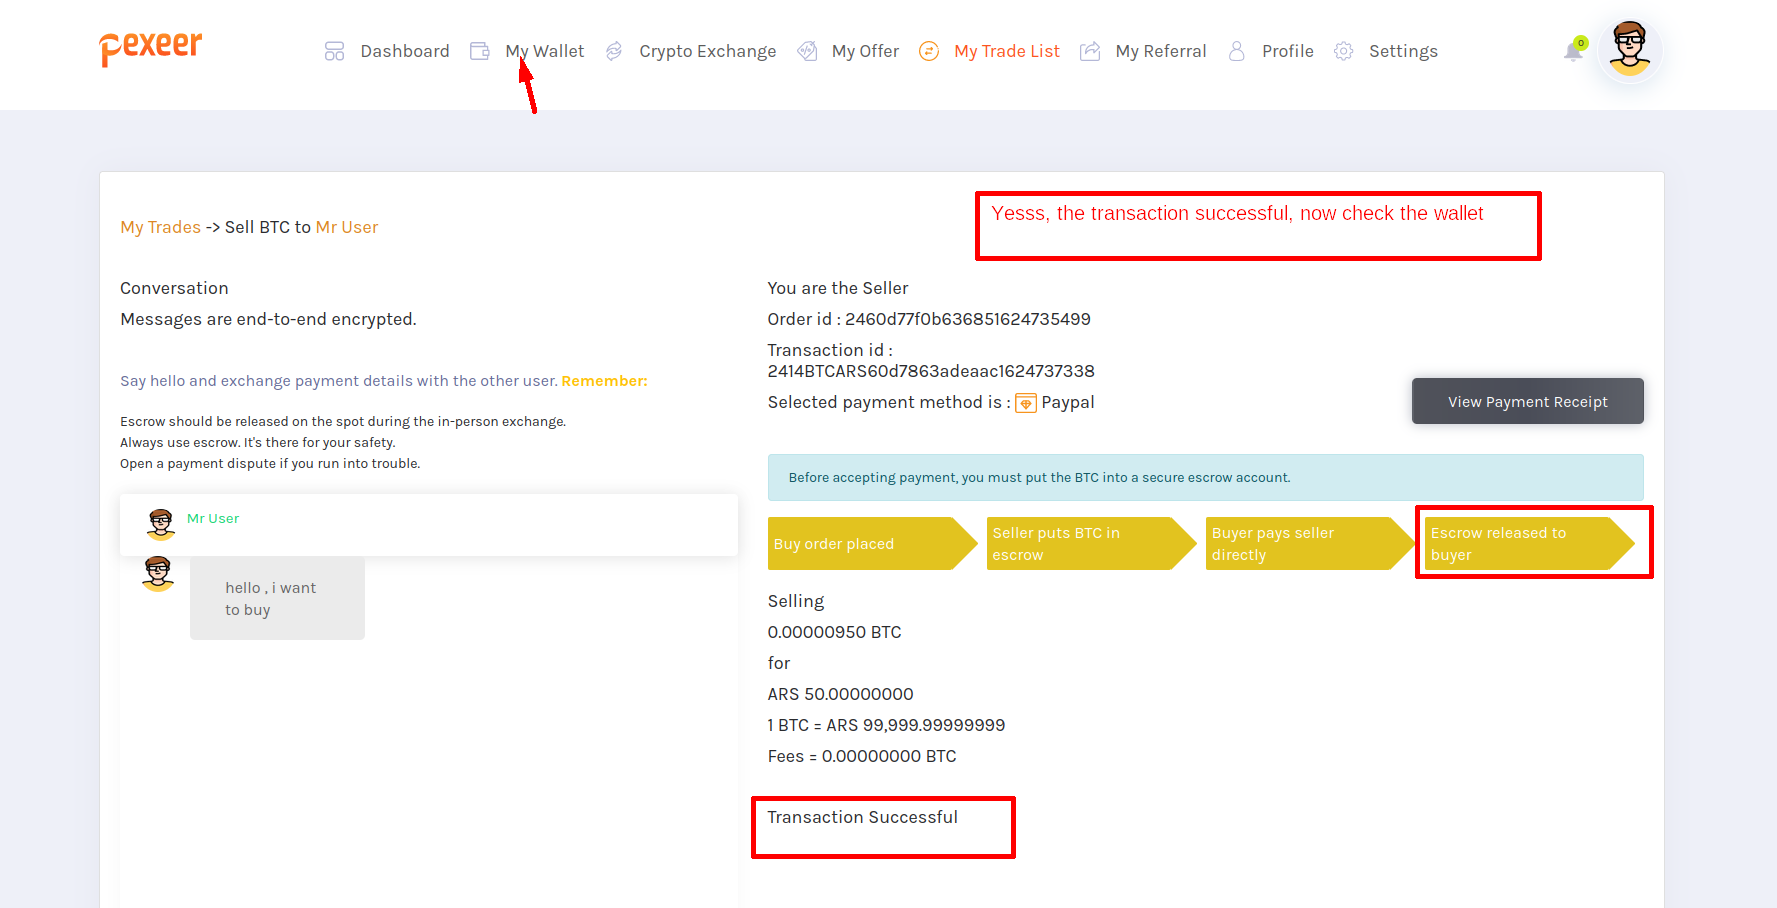 Pexeer
Dashboard My Wallet Crypto Exchange My Offer My Trade List My Referral Profile Settings
0
Yesss, the transaction successful, now check the wallet
My Trades -> Sell BTC to Mr User
Conversation
Messages are end-to-end encrypted.
Say hello and exchange payment details with the other user. Remember:
Escrow should be released on the spot during the in-person exchange.
Always use escrow. It's there for your safety.
Open a payment dispute if you run into trouble.
Mr User
hello , i want
to buy
You are the Seller
Order id : 2460d77f0b636851624735499
Transaction id :
2414BTCARS60d7863adeaac1624737338
Selected payment method is : Paypal
View Payment Receipt
Before accepting payment, you must put the BTC into a secure escrow account.
Buy order placed
Seller puts BTC in
escrow
Buyer pays seller
directly
Escrow released to
buyer
Selling
0.00000950 BTC
for
ARS 50.00000000
1 BTC = ARS 99,999.99999999
Fees = 0.00000000 BTC
Transaction Successful